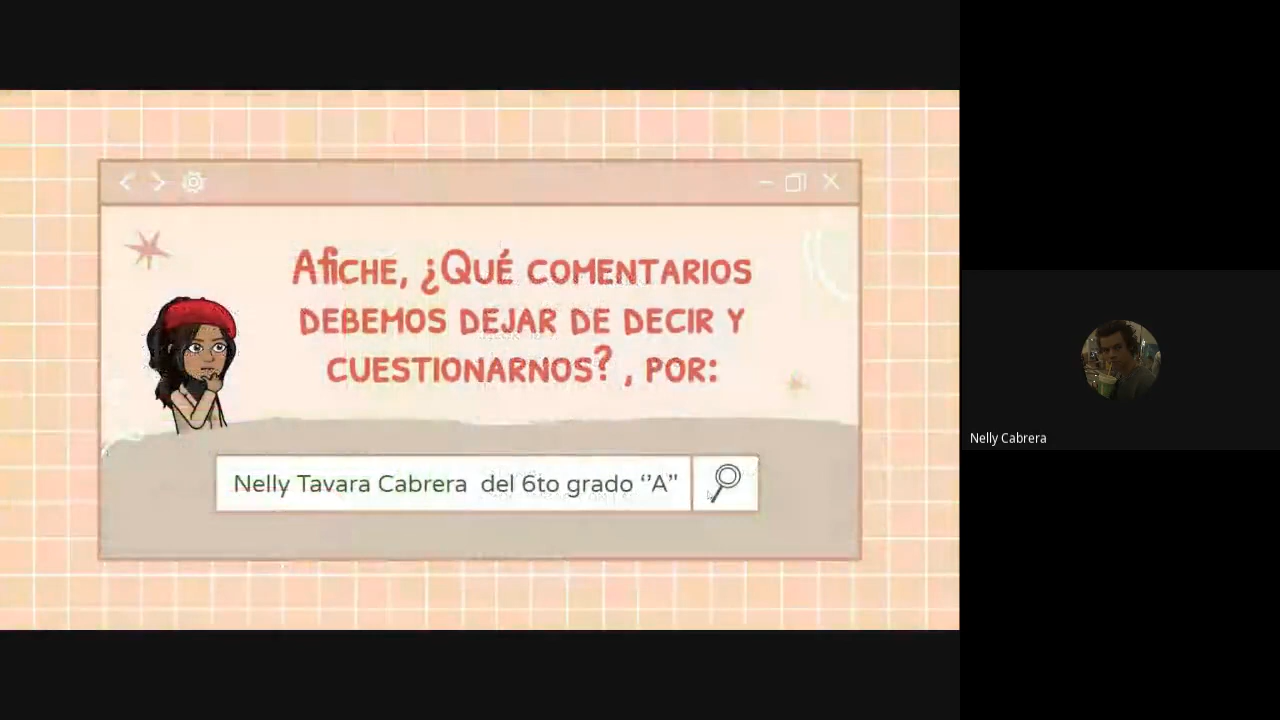 Afiche, ¿Qué comentarios
debemos dejar de decir y
cuestionarnos? , por:
Nelly Tavara Cabrera del 6to grado ‘’A’’
Nelly Cabrera